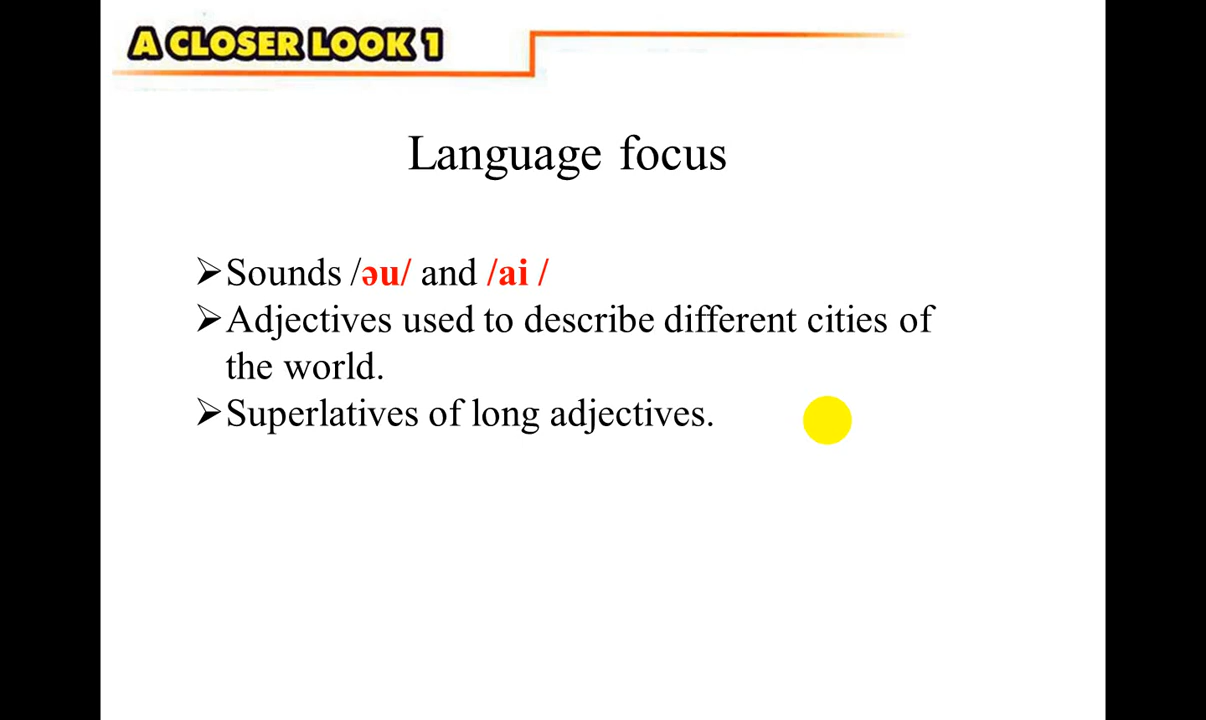 A CLOSER LOOK 1
Language focus
➢Sounds /əu/ and /ai /
➢Adjectives used to describe different cities of
the world.
➢Superlatives of long adjectives.